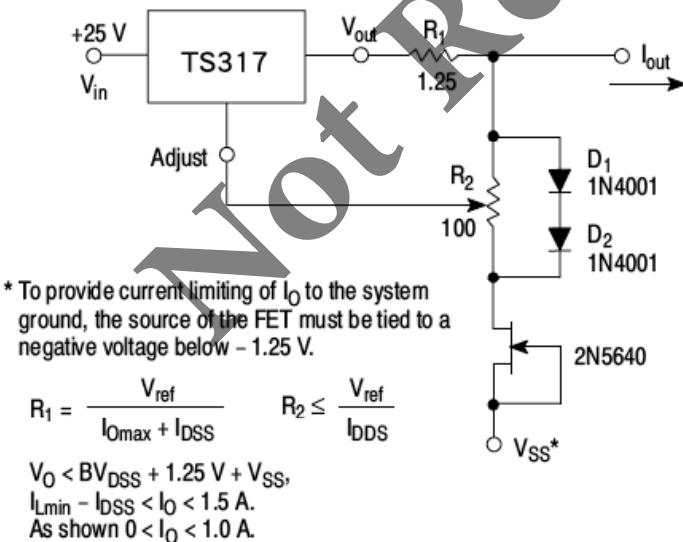 +25 V
V_in
TS317
V_out
R_1
1.25
I_out
Adjust
R_2
100
D_1
1N4001
D_2
1N4001
2N5640
V_SS*
* To provide current limiting of I_O to the system
ground, the source of the FET must be tied to a
negative voltage below – 1.25 V.
R_1 = V_ref / (I_Omax + I_DSS)
R_2 ≤ V_ref / I_DDS
V_O < BV_DSS + 1.25 V + V_SS,
I_Lmin – I_DSS < I_O < 1.5 A.
As shown 0 < I_O < 1.0 A.
Not Re